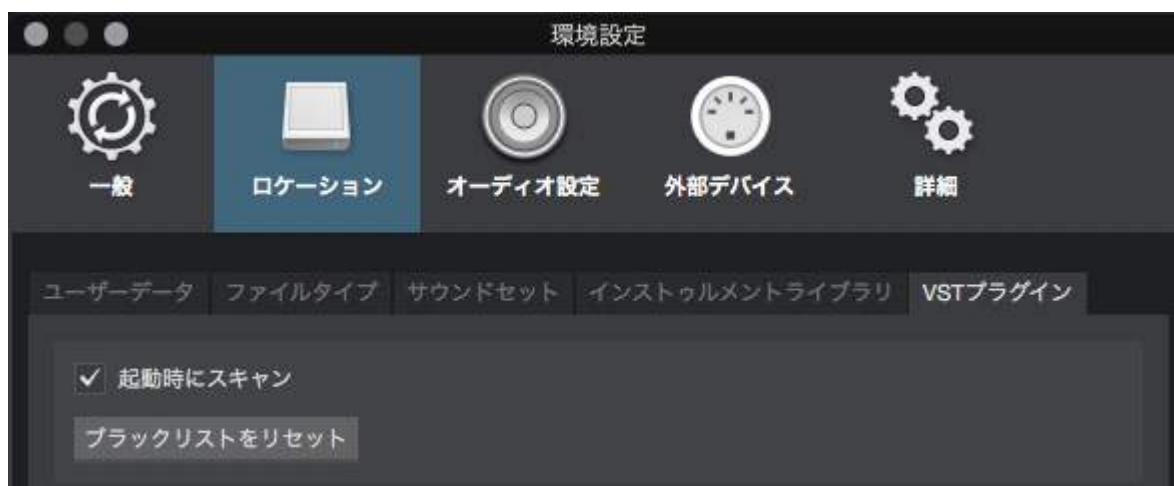 環境設定
一般 ロケーション オーディオ設定 外部デバイス 詳細
ユーザーデータ ファイルタイプ サウンドセット インストゥルメントライブラリ VSTプラグイン
起動時にスキャン
ブラックリストをリセット